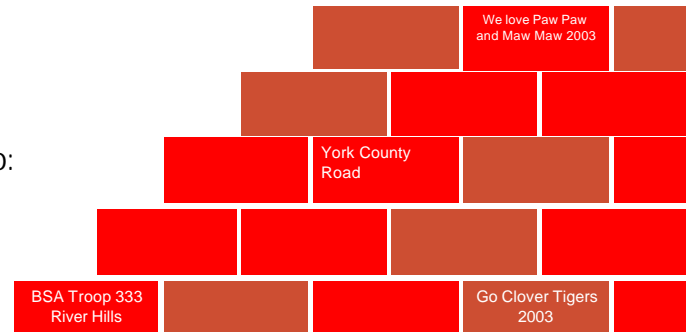 We love Paw Paw
and Maw Maw 2003
York County
Road
BSA Troop 333
River Hills
Go Clover Tigers
2003